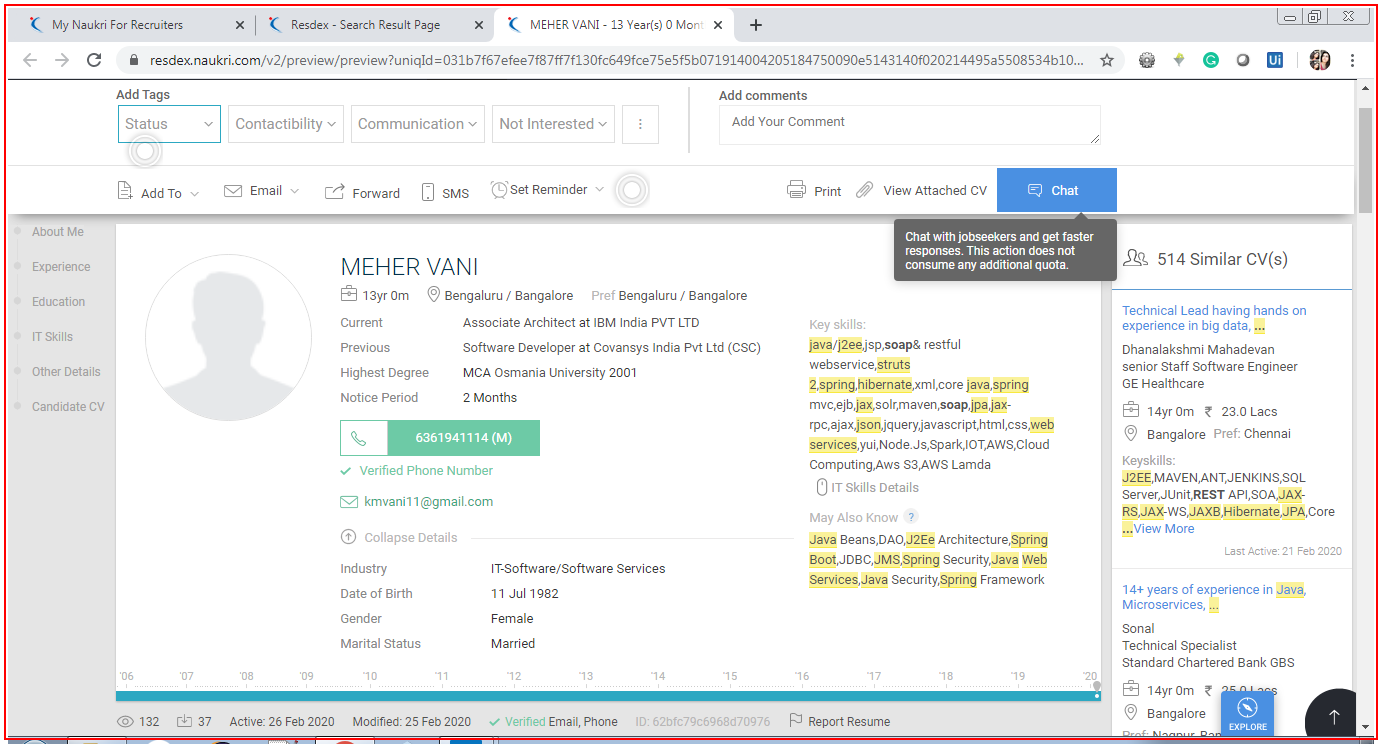 My Naukri For Recruiters
Resdex - Search Result Page
MEHER VANI - 13 Year(s) 0 Mont
resdex.naukri.com/v2/preview/preview?uniqId=031b7f67efee7f87ff7f130fc649fce75e5f5b071914004205184750090e5143140f020214495a5508534b10...
Ui
Add Tags
Status
Contactibility
Communication
Not Interested
Add comments
Add Your Comment
Add To
Email
Forward
SMS
Set Reminder
Print
View Attached CV
Chat
Chat with jobseekers and get faster
responses. This action does not
consume any additional quota.
About Me
Experience
Education
IT Skills
Other Details
Candidate CV
MEHER VANI
13yr 0m
Bengaluru / Bangalore
Pref Bengaluru / Bangalore
Current Associate Architect at IBM India PVT LTD
Previous Software Developer at Covansys India Pvt Ltd (CSC)
Highest Degree MCA Osmania University 2001
Notice Period 2 Months
6361941114 (M)
Verified Phone Number
kmvani11@gmail.com
Collapse Details
Industry IT-Software/Software Services
Date of Birth 11 Jul 1982
Gender Female
Marital Status Married
Key skills:
java/j2ee,jsp,soap& restful
webservice,struts
2,spring,hibernate,xml,core java,spring
mvc,ejb,jax,solr,maven,soap,jpa,jax-
rpc,ajax,json,jquery,javascript,html,css,web
services,yui,Node.Js,Spark,IOT,AWS,Cloud
Computing,Aws S3,AWS Lamda
IT Skills Details
May Also Know ?
Java Beans,DAO,J2Ee Architecture,Spring
Boot,JDBC,JMS,Spring Security,Java Web
Services,Java Security,Spring Framework
'06 '07 '08 '09 '10 '11 '12 '13 '14 '15 '16 '17 '18 '19 '20
132
37
Active: 26 Feb 2020
Modified: 25 Feb 2020
Verified Email, Phone
ID: 62bfc79c6968d70976
Report Resume
514 Similar CV(s)
Technical Lead having hands on
experience in big data, ...
Dhanalakshmi Mahadevan
senior Staff Software Engineer
GE Healthcare
14yr 0m ₹ 23.0 Lacs
Bangalore Pref: Chennai
Keyskills:
J2EE,MAVEN,ANT,JENKINS,SQL
Server,JUnit,REST API,SOA,JAX-
RS,JAX-WS,JAXB,Hibernate,JPA,Core
...View More
Last Active: 21 Feb 2020
14+ years of experience in Java,
Microservices, ...
Sonal
Technical Specialist
Standard Chartered Bank GBS
14yr 0m ₹ 25.0 Lacs
Bangalore
Pref: Nagpur,
EXPLORE